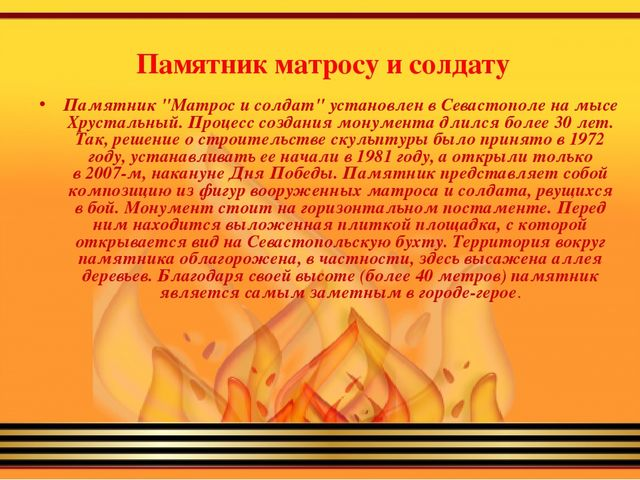 Памятник матросу и солдату
• Памятник "Матрос и солдат" установлен в Севастополе на мысе
Хрустальный. Процесс создания монумента длился более 30 лет.
Так, решение о строительстве скульптуры было принято в 1972
году, устанавливать ее начали в 1981 году, а открыли только
в 2007-м, накануне Дня Победы. Памятник представляет собой
композицию из фигур вооруженных матроса и солдата, рвущихся
в бой. Монумент стоит на горизонтальном постаменте. Перед
ним находится выложенная плиткой площадка, с которой
открывается вид на Севастопольскую бухту. Территория вокруг
памятника облагорожена, в частности, здесь высажена аллея
деревьев. Благодаря своей высоте (более 40 метров) памятник
является самым заметным в городе-герое.